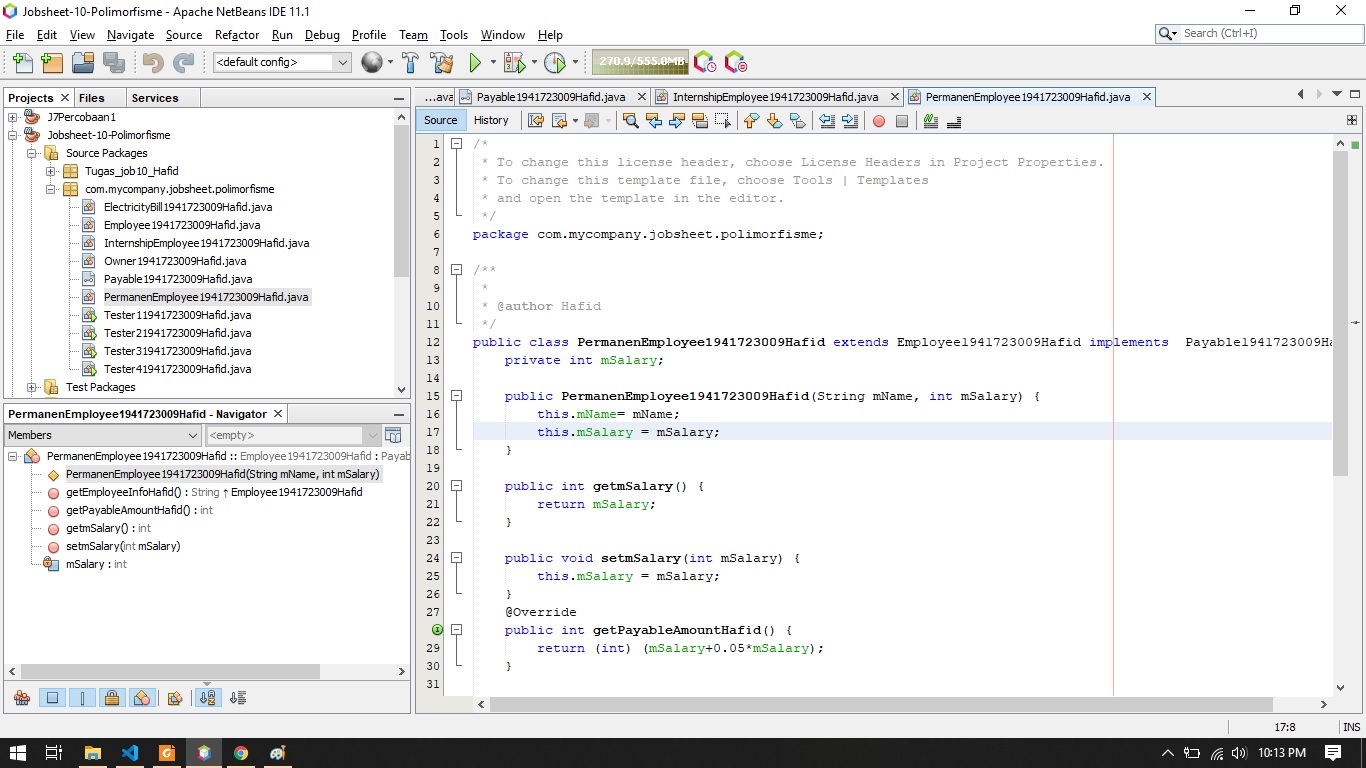 Jobsheet-10-Polimorfisme - Apache NetBeans IDE 11.1
File Edit View Navigate Source Refactor Run Debug Profile Team Tools Window Help
Search (Ctrl+I)
<default config>
270.9/555.0MB
Projects Files Services
J7Percobaan1
Jobsheet-10-Polimorfisme
Source Packages
Tugas_job10_Hafid
com.mycompany.jobsheet.polimorfisme
ElectricityBill1941723009Hafid.java
Employee1941723009Hafid.java
InternshipEmployee1941723009Hafid.java
Owner1941723009Hafid.java
Payable1941723009Hafid.java
PermanenEmployee1941723009Hafid.java
Tester11941723009Hafid.java
Tester21941723009Hafid.java
Tester31941723009Hafid.java
Tester41941723009Hafid.java
Test Packages
PermanenEmployee1941723009Hafid - Navigator
Members <empty>
PermanenEmployee1941723009Hafid :: Employee1941723009Hafid : Payab
PermanenEmployee1941723009Hafid(String mName, int mSalary)
getEmployeeInfoHafid() : String ↑ Employee1941723009Hafid
getPayableAmountHafid() : int
getmSalary() : int
setmSalary(int mSalary)
mSalary : int
...ava Payable1941723009Hafid.java InternshipEmployee1941723009Hafid.java PermanenEmployee1941723009Hafid.java
Source History
1 /*
2 * To change this license header, choose License Headers in Project Properties.
3 * To change this template file, choose Tools | Templates
4 * and open the template in the editor.
5 */
6 package com.mycompany.jobsheet.polimorfisme;
7
8 /**
9 *
10 * @author Hafid
11 */
12 public class PermanenEmployee1941723009Hafid extends Employee1941723009Hafid implements  Payable1941723009Ha
13 private int mSalary;
14
15 public PermanenEmployee1941723009Hafid(String mName, int mSalary) {
16 this.mName= mName;
17 this.mSalary = mSalary;
18 }
19
20 public int getmSalary() {
21 return mSalary;
22 }
23
24 public void setmSalary(int mSalary) {
25 this.mSalary = mSalary;
26 }
27 @Override
public int getPayableAmountHafid() {
29 return (int) (mSalary+0.05*mSalary);
30 }
31
17:8 INS
10:13 PM